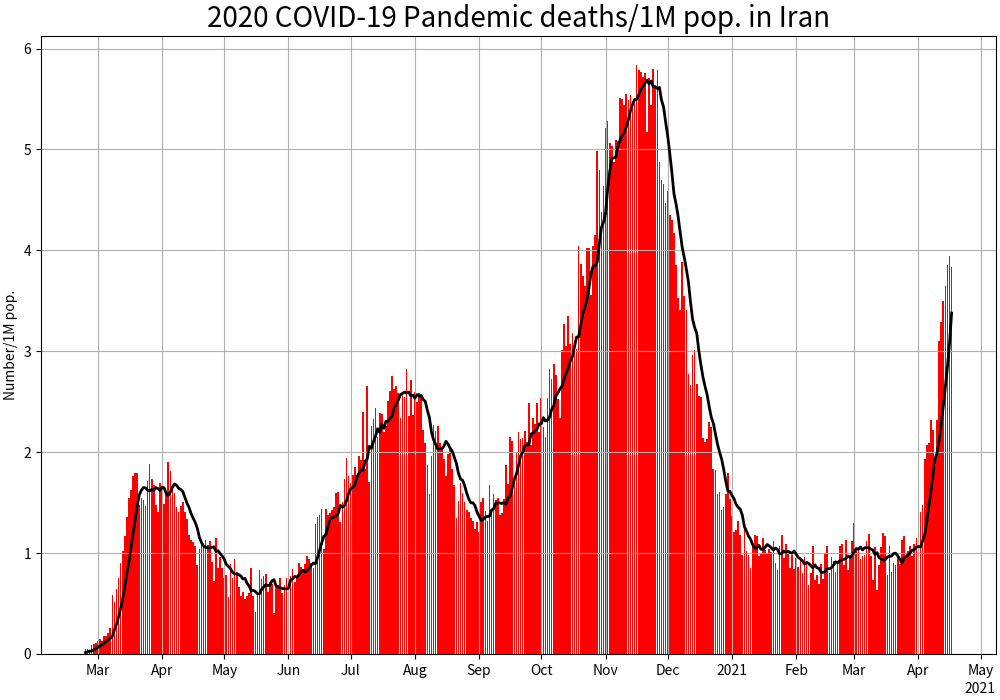 2020 COVID-19 Pandemic deaths/1M pop. in Iran
Number/1M pop.
6
5
4
3
2
1
0
Mar Apr May Jun Jul Aug Sep Oct Nov Dec 2021 Feb Mar Apr May
2021